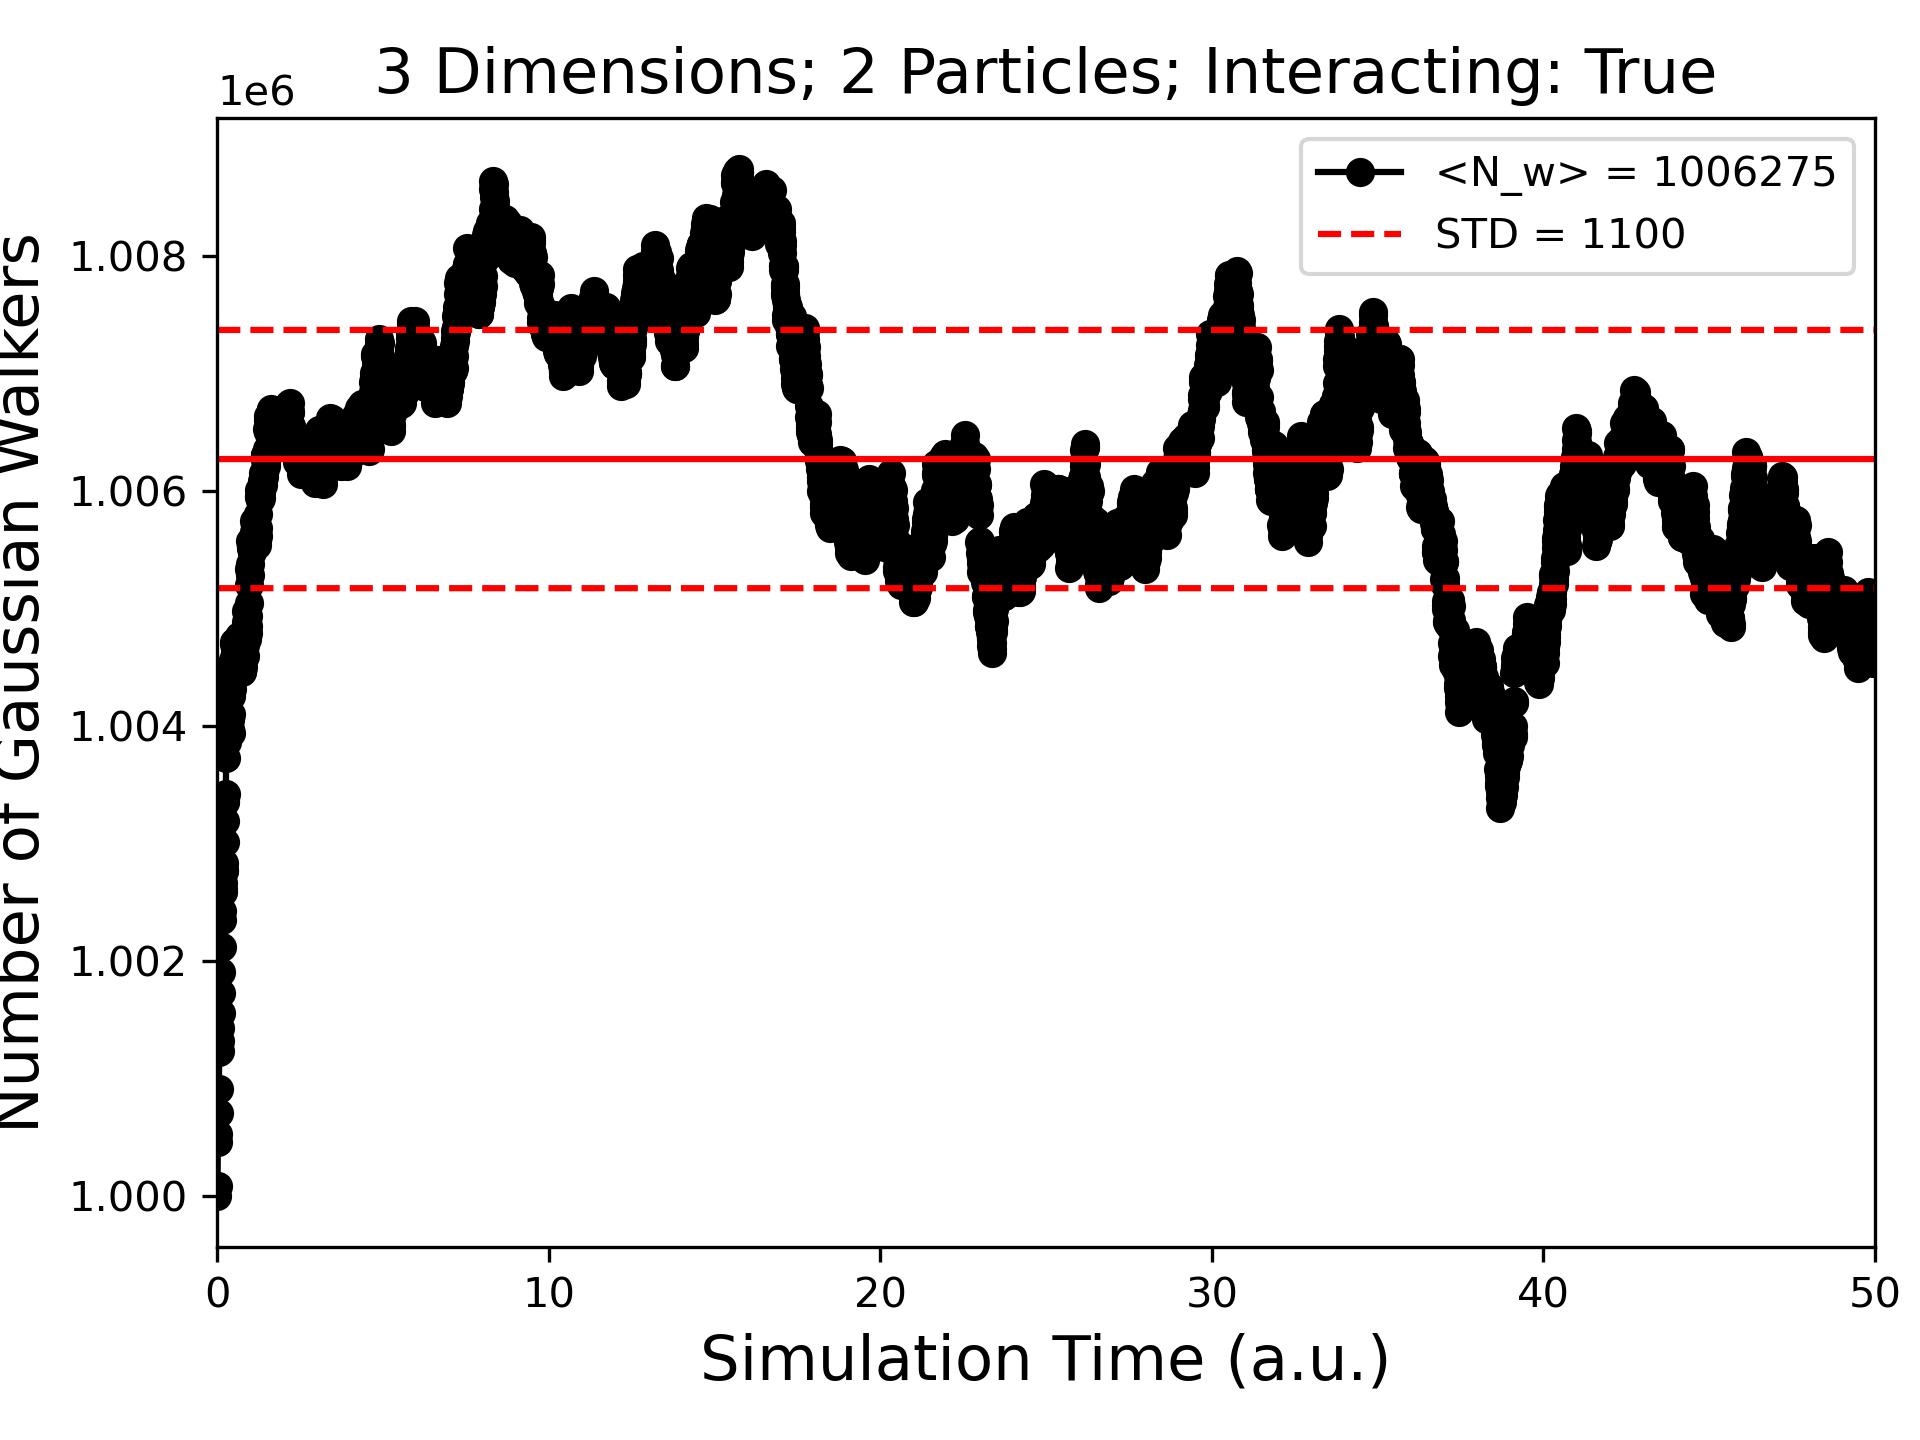 3 Dimensions; 2 Particles; Interacting: True
1e6
<N_w> = 1006275
STD = 1100
Number of Gaussian Walkers
1.008
1.006
1.004
1.002
1.000
0 10 20 30 40 50
Simulation Time (a.u.)